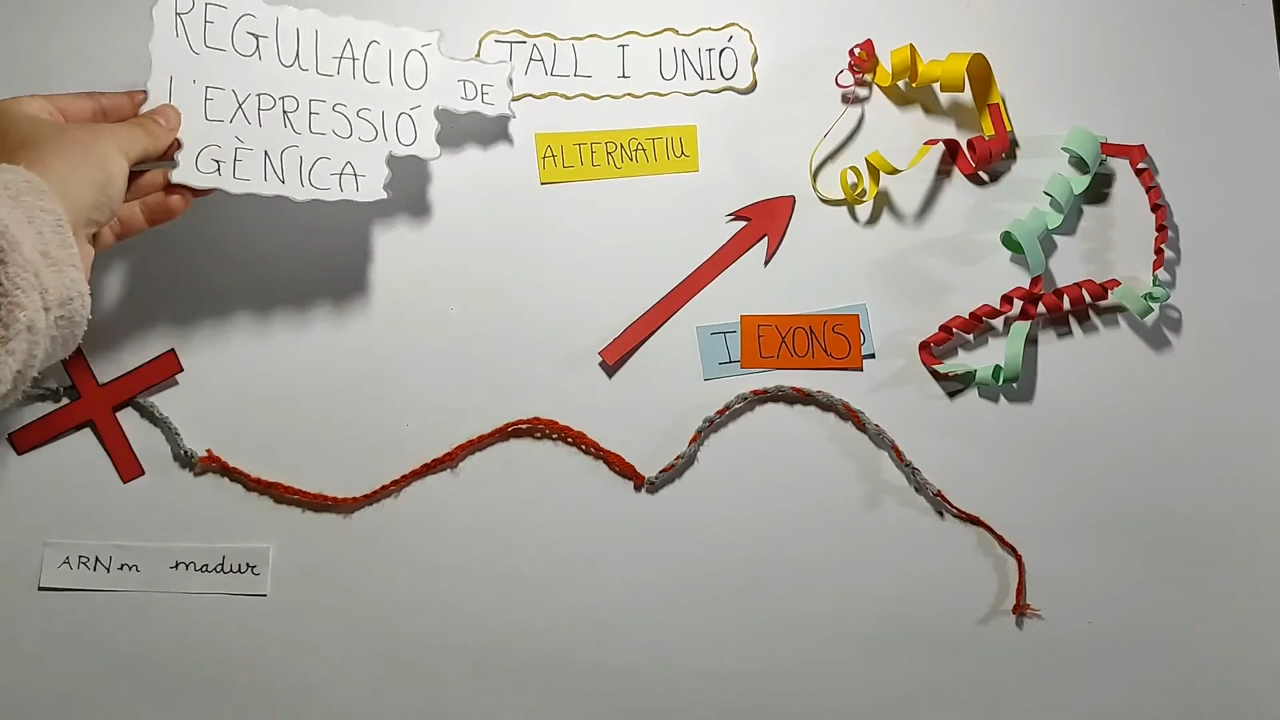 REGULACIÓ DE
L'EXPRESSIÓ
GÈNICA
TALL I UNIÓ
ALTERNATIU
EXONS
ARNm madur